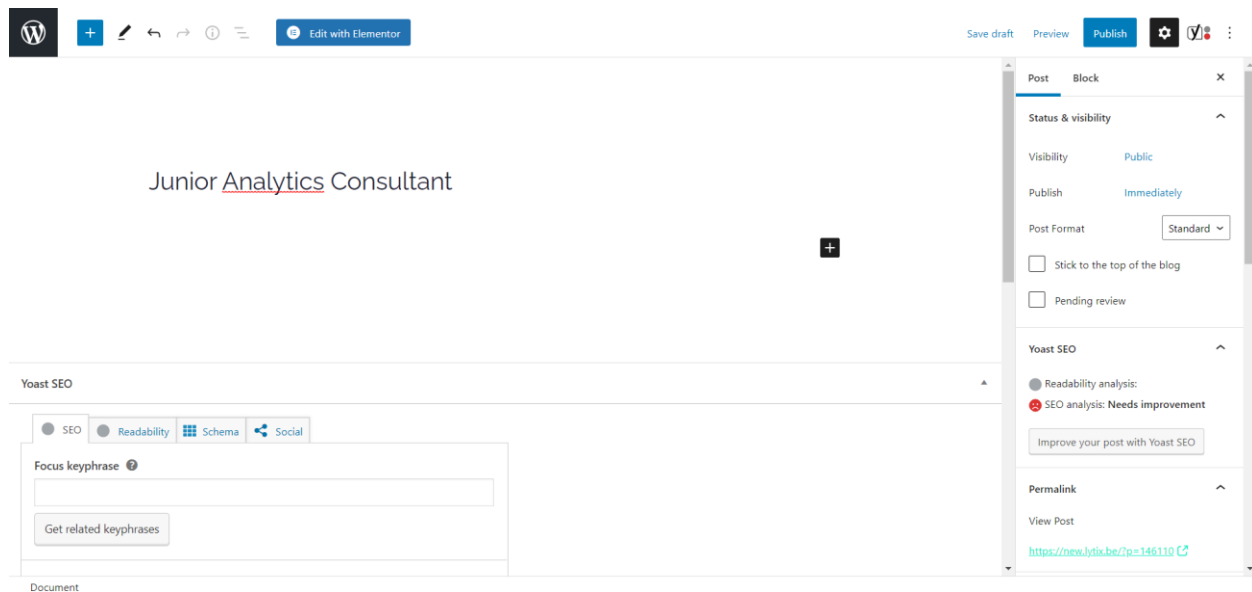 Edit with Elementor
Save draft Preview Publish
Junior Analytics Consultant
Yoast SEO
SEO Readability Schema Social
Focus keyphrase
Get related keyphrases
Document
Post Block
Status & visibility
Visibility Public
Publish Immediately
Post Format Standard
Stick to the top of the blog
Pending review
Yoast SEO
Readability analysis:
SEO analysis: Needs improvement
Improve your post with Yoast SEO
Permalink
View Post
https://new.lytix.be/?p=146110